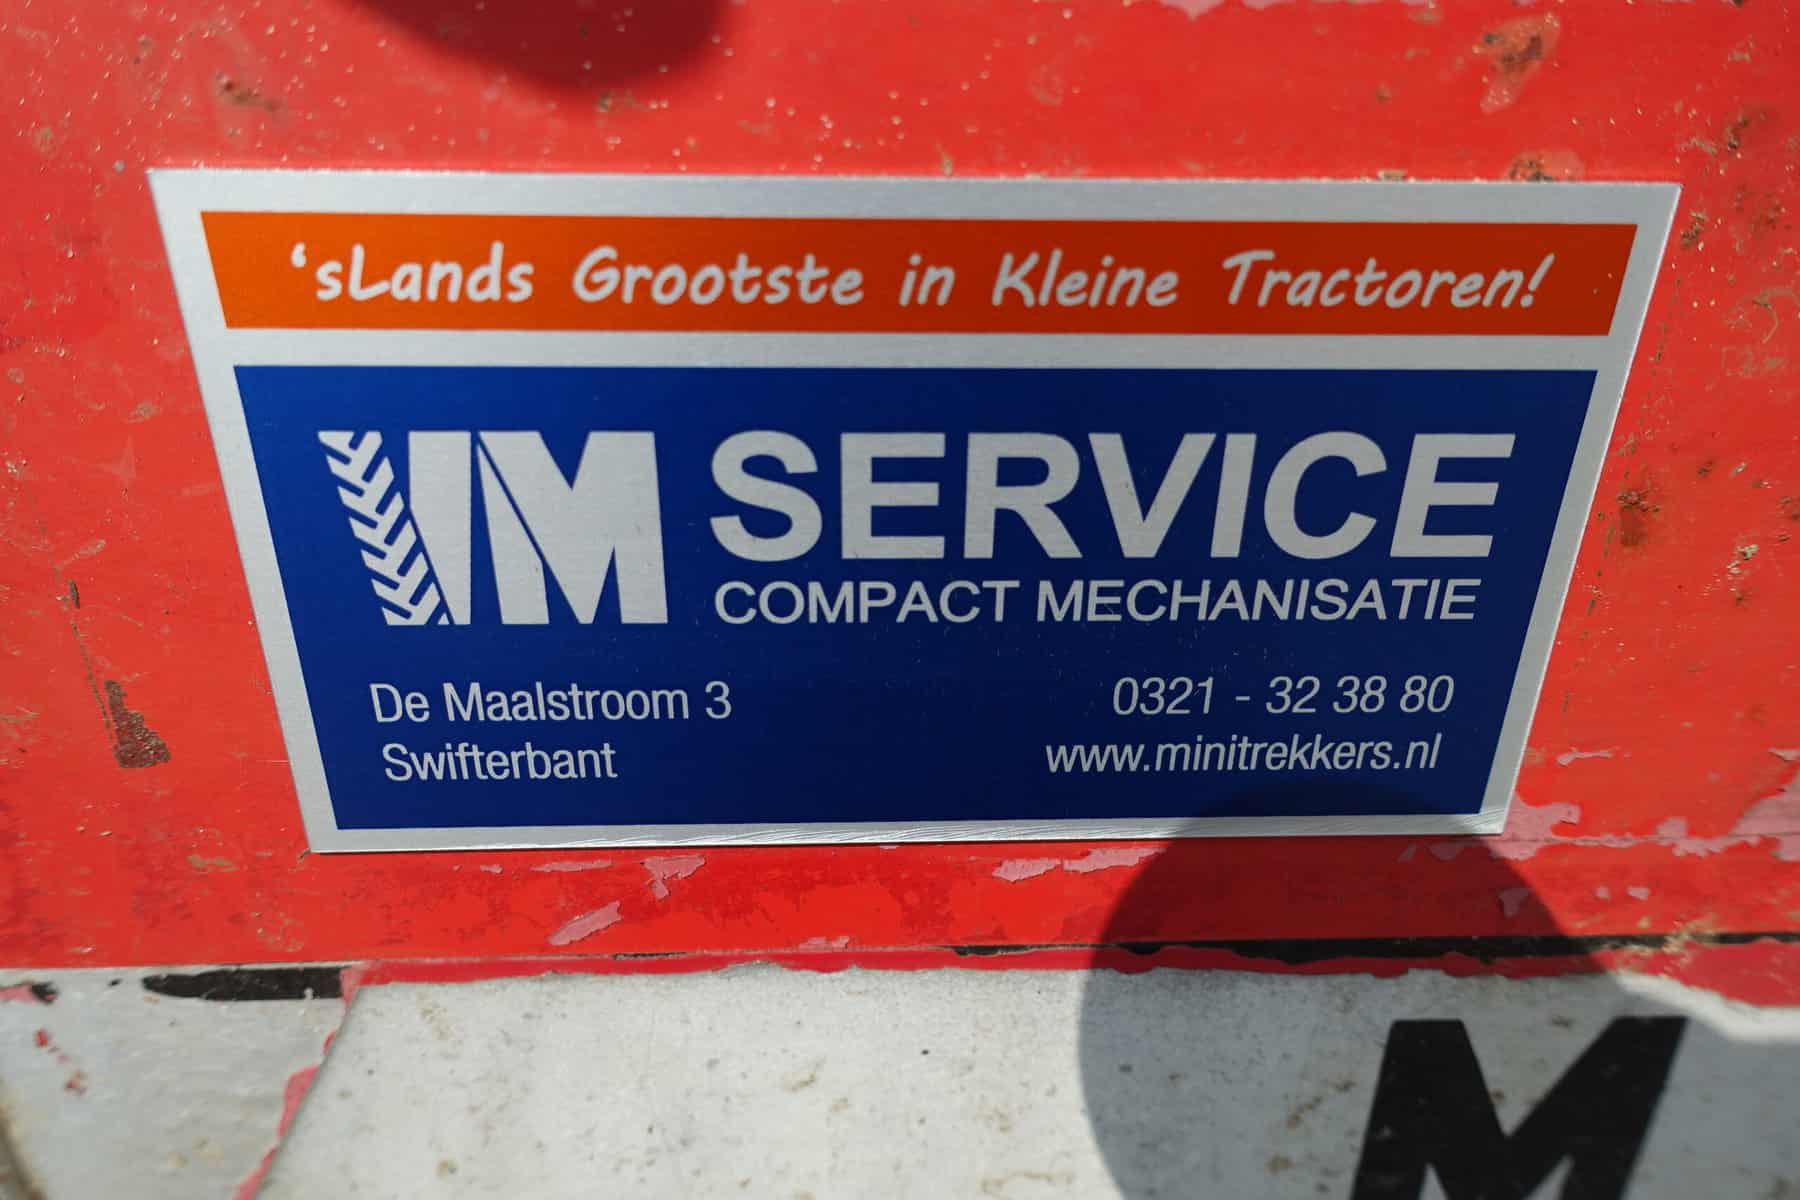 ‘sLands Grootste in Kleine Tractoren!
VM SERVICE
COMPACT MECHANISATIE
De Maalstroom 3
0321 - 32 38 80
Swifterbant
www.minitrekkers.nl
M